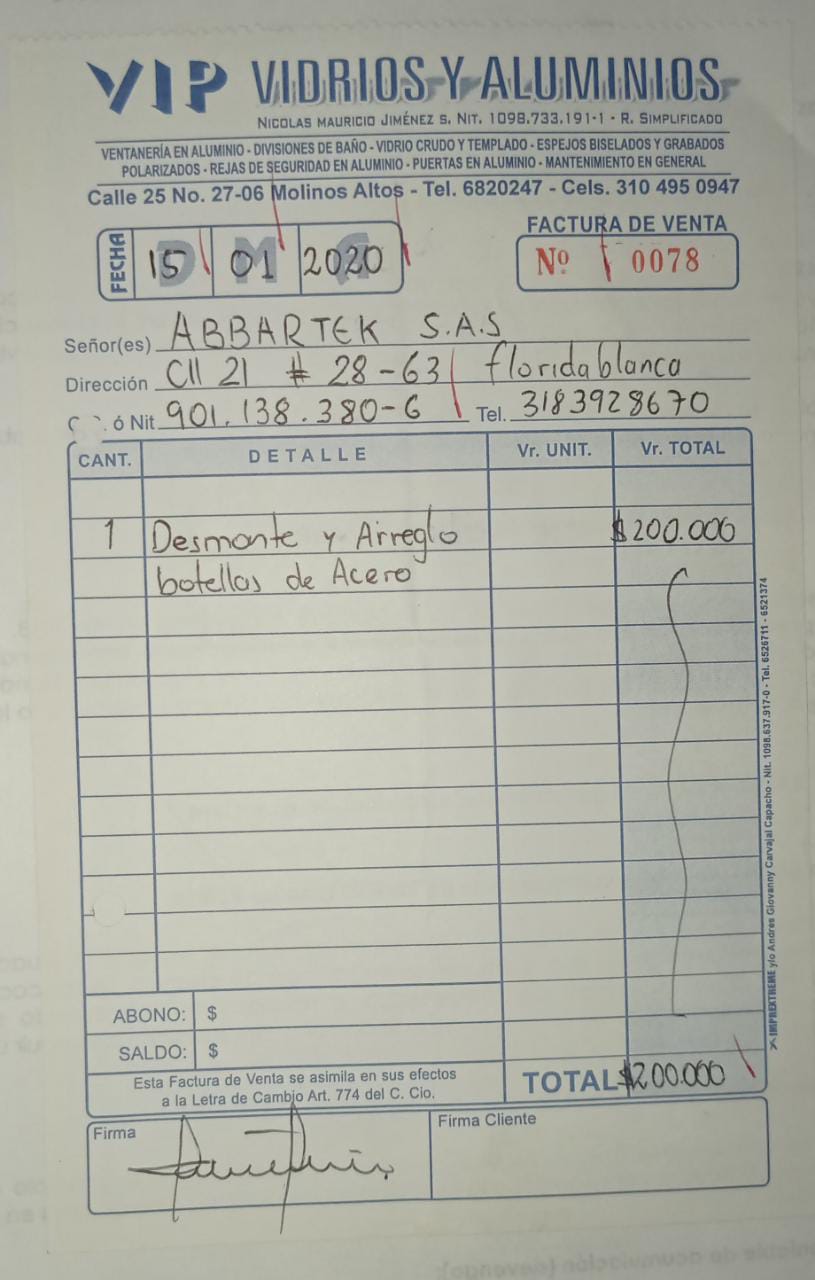 VIP VIDRIOS Y ALUMINIOS
NICOLAS MAURICIO JIMÉNEZ S. NIT. 1098.733.191-1 - R. SIMPLIFICADO
VENTANERÍA EN ALUMINIO - DIVISIONES DE BAÑO - VIDRIO CRUDO Y TEMPLADO - ESPEJOS BISELADOS Y GRABADOS
POLARIZADOS - REJAS DE SEGURIDAD EN ALUMINIO - PUERTAS EN ALUMINIO - MANTENIMIENTO EN GENERAL
Calle 25 No. 27-06 Molinos Altos - Tel. 6820247 - Cels. 310 495 0947
FECHA D 15 M 01 A 2020
FACTURA DE VENTA
Nº 0078
Señor(es) ABBARTEK S.A.S
Dirección Cll 21 # 28-63 floridablanca
ó Nit 901.138.380-6 Tel. 3183928670
CANT. DETALLE Vr. UNIT. Vr. TOTAL
1 Desmonte y Arreglo $200.000
botellas de Acero
ABONO: $
SALDO: $
Esta Factura de Venta se asimila en sus efectos
a la Letra de Cambio Art. 774 del C. Cio.
TOTAL $200.000
Firma
Firma Cliente
IMPREXTREME y/o Andres Giovanny Carvajal Capacho - Nit. 1098.637.917-0 - Tel. 6526711 - 6521374